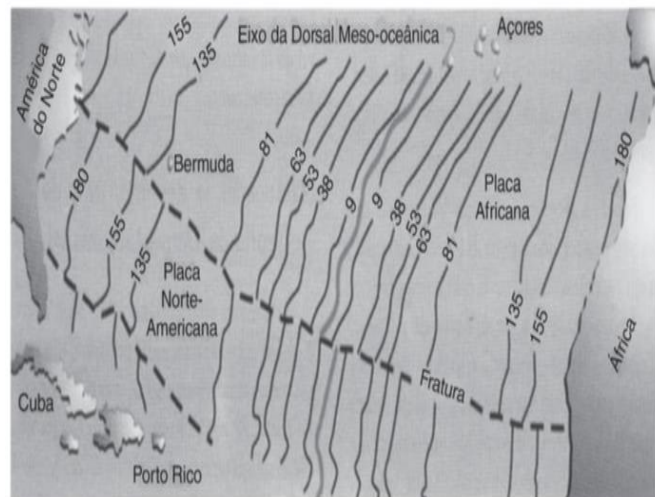 América
do Norte
155
135
Eixo da Dorsal Meso-oceânica
Açores
Bermuda
180
155
135
81
63
53
38
9
9
38
53
63
81
Placa
Africana
135
155
180
Placa
Norte-
Americana
Fratura
África
Cuba
Porto Rico